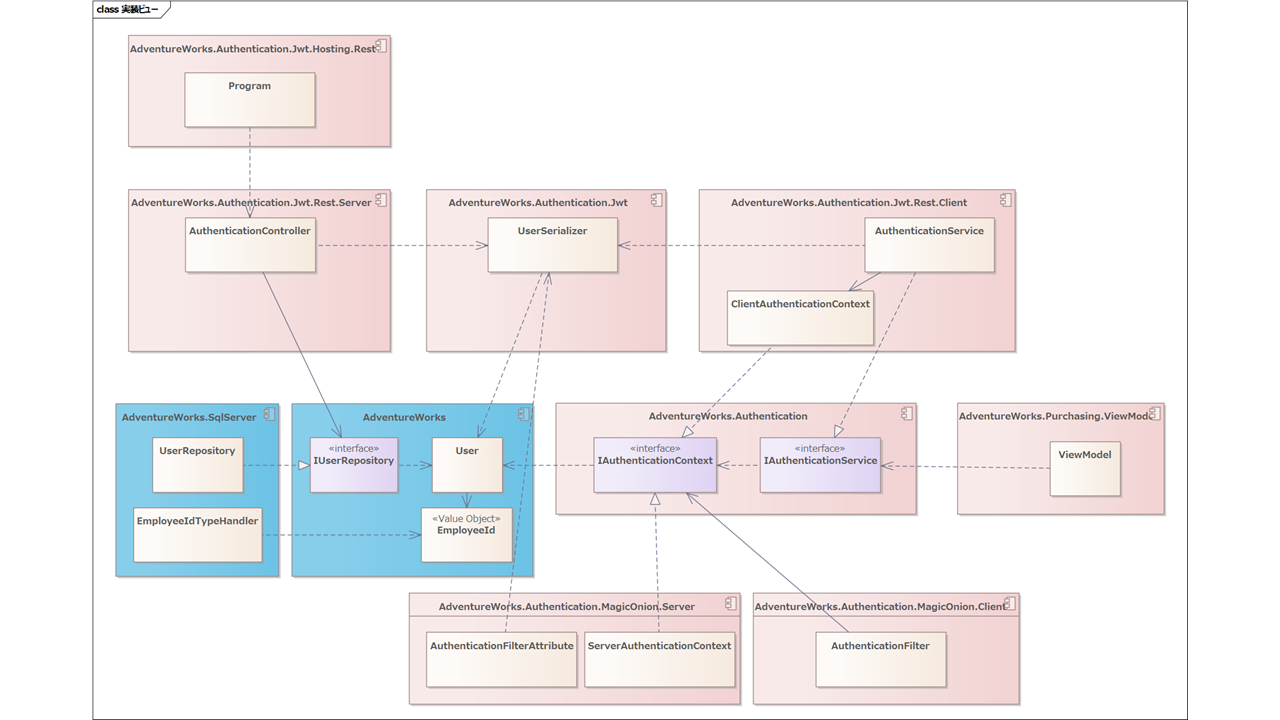 class 実装ビュー
AdventureWorks.Authentication.Jwt.Hosting.Rest
Program
AdventureWorks.Authentication.Jwt.Rest.Server
AuthenticationController
AdventureWorks.Authentication.Jwt
UserSerializer
AdventureWorks.Authentication.Jwt.Rest.Client
AuthenticationService
ClientAuthenticationContext
AdventureWorks.SqlServer
UserRepository
EmployeeIdTypeHandler
AdventureWorks
«interface»
IUserRepository
User
«Value Object»
EmployeeId
AdventureWorks.Authentication
«interface»
IAuthenticationContext
«interface»
IAuthenticationService
AdventureWorks.Purchasing.ViewModel
ViewModel
AdventureWorks.Authentication.MagicOnion.Server
AuthenticationFilterAttribute
ServerAuthenticationContext
AdventureWorks.Authentication.MagicOnion.Client
AuthenticationFilter